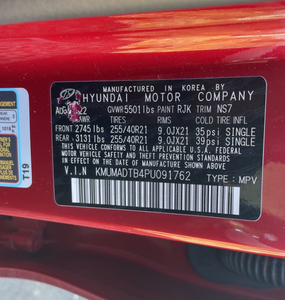 MFD BY HYUNDAI MOTOR COMPANY
22 GVWR 5501 lbs PAINT RJK TRIM NS7
GAWR TIRES RIMS COLD TIRE INFL
FRONT 2745 lbs 255/40R21 9.0JX21 35 psi SINGLE
REAR 3131 lbs 255/40R21 9.0JX21 39 psi SINGLE
THIS VEHICLE CONFORMS TO ALL APPLICABLE U.S.
FEDERAL MOTOR VEHICLE SAFETY AND THEFT
PREVENTION STANDARDS IN EFFECT ON THE DATE
OF MANUFACTURE SHOWN ABOVE.
V.I.N KMUMADTB4PU091762 TYPE : MPV
T19